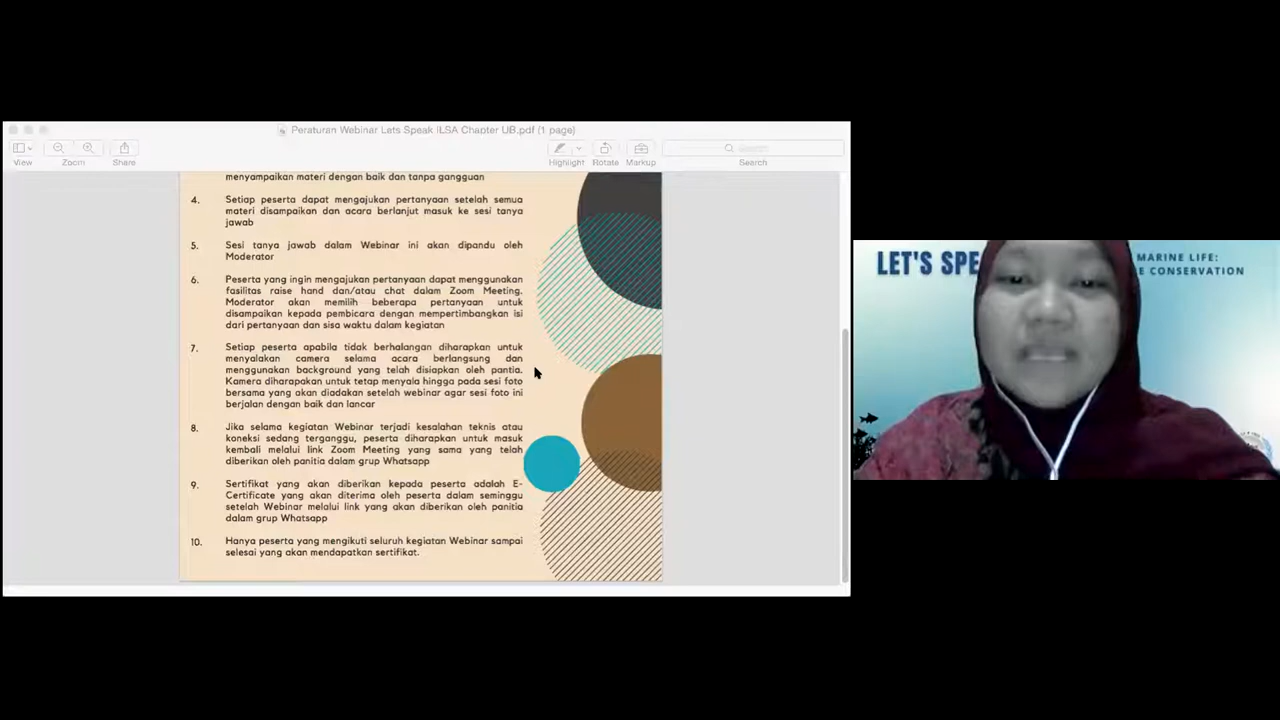 Peraturan Webinar Lets Speak ILSA Chapter UB.pdf (1 page)
View
Zoom
Share
Highlight
Rotate
Markup
Search
menyampaikan materi dengan baik dan tanpa gangguan
4. Setiap peserta dapat mengajukan pertanyaan setelah semua
materi disampaikan dan acara berlanjut masuk ke sesi tanya
jawab
5. Sesi tanya jawab dalam Webinar ini akan dipandu oleh
Moderator
6. Peserta yang ingin mengajukan pertanyaan dapat menggunakan
fasilitas raise hand dan/atau chat dalam Zoom Meeting.
Moderator akan memilih beberapa pertanyaan untuk
disampaikan kepada pembicara dengan mempertimbangkan isi
dari pertanyaan dan sisa waktu dalam kegiatan
7. Setiap peserta apabila tidak berhalangan diharapkan untuk
menyalakan camera selama acara berlangsung dan
menggunakan background yang telah disiapkan oleh pantia.
Kamera diharapakan untuk tetap menyala hingga pada sesi foto
bersama yang akan diadakan setelah webinar agar sesi foto ini
berjalan dengan baik dan lancar
8. Jika selama kegiatan Webinar terjadi kesalahan teknis atau
koneksi sedang terganggu, peserta diharapkan untuk masuk
kembali melalui link Zoom Meeting yang sama yang telah
diberikan oleh panitia dalam grup Whatsapp
9. Sertifikat yang akan diberikan kepada peserta adalah E-
Certificate yang akan diterima oleh peserta dalam seminggu
setelah Webinar melalui link yang akan diberikan oleh panitia
dalam grup Whatsapp
10. Hanya peserta yang mengikuti seluruh kegiatan Webinar sampai
selesai yang akan mendapatkan sertifikat.
LET'S SPE
MARINE LIFE:
E CONSERVATION